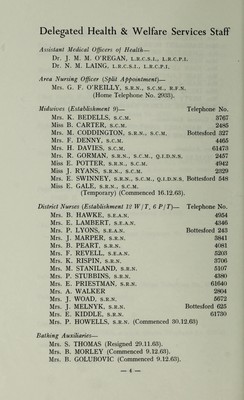 Delegated Health & Welfare Services Staff
Assistant Medical Officers of Health—
Dr. J. M. M. O'REGAN, L.R.C.S.I., L.R.C.P.I.
Dr. N. M. LAING, L.R.C.S.I., L.R.C.P.I.
Area Nursing Officer (Split Appointment)—
Mrs. G. F. O'REILLY, S.R.N., S.C.M., R.F.N.
(Home Telephone No. 2933).
Midwives (Establishment 9)— Telephone No.
Mrs. K. BEDELLS, S.C.M. 3767
Miss B. CARTER, S.C.M. 2485
Mrs. M. CODDINGTON, S.R.N., S.C.M. Bottesford 327
Mrs. F. DENNY, S.C.M. 4465
Mrs. H. DAVIES, S.C.M. 61473
Mrs. R. GORMAN, S.R.N., S.C.M., Q.I.D.N.S. 2457
Miss E. POTTER, S.R.N., S.C.M. 4942
Miss J. RYANS, S.R.N., S.C.M. 2329
Mrs. E. SWINNEY, S.R.N., S.C.M., Q.I.D.N.S. Bottesford 548
Miss E. GALE, S.R.N., S.C.M.
(Temporary) (Commenced 16.12.63).
District Nurses (Establishment 12 W/T, 6 P/T)— Telephone No.
Mrs. B. HAWKE, S.E.A.N. 4954
Mrs. E. LAMBERT, S.E.A.N. 4346
Mrs. P. LYONS, S.E.A.N. Bottesford 243
Mrs. J. MARPER, S.R.N. 3841
Mrs. B. PEART, S.R.N. 4081
Mrs. F. REVELL, S.E.A.N. 5203
Mrs. K. RISPIN, S.R.N. 3706
Mrs. M. STANILAND, S.R.N. 5107
Mrs. P. STUBBINS, S.R.N. 4380
Mrs. E. PRIESTMAN, S.R.N. 61640
Mrs. A. WALKER 2804
Mrs. J. WOAD, S.R.N. 5672
Mrs. J. MELNYK, S.R.N. Bottesford 625
Mrs. E. KIDDLE, S.R.N. 61730
Mrs. P. HOWELLS, S.R.N. (Commenced 30.12.63)
Bathing Auxiliaries—
Mrs. S. THOMAS (Resigned 29.11.63).
Mrs. B. MORLEY (Commenced 9.12.63).
Mrs. B. GOLUBOVIC (Commenced 9.12.63).
— 4 —